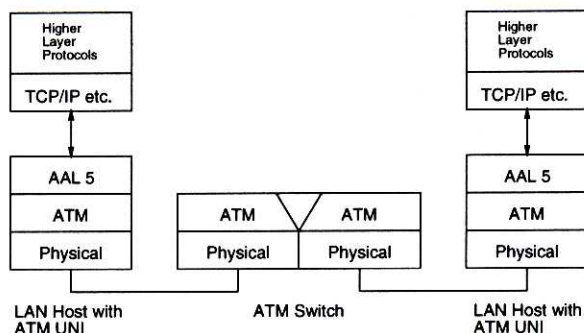 Higher
Layer
Protocols
TCP/IP etc.
AAL 5
ATM
Physical
LAN Host with
ATM UNI
ATM
ATM
Physical
Physical
ATM Switch
Higher
Layer
Protocols
TCP/IP etc.
AAL 5
ATM
Physical
LAN Host with
ATM UNI